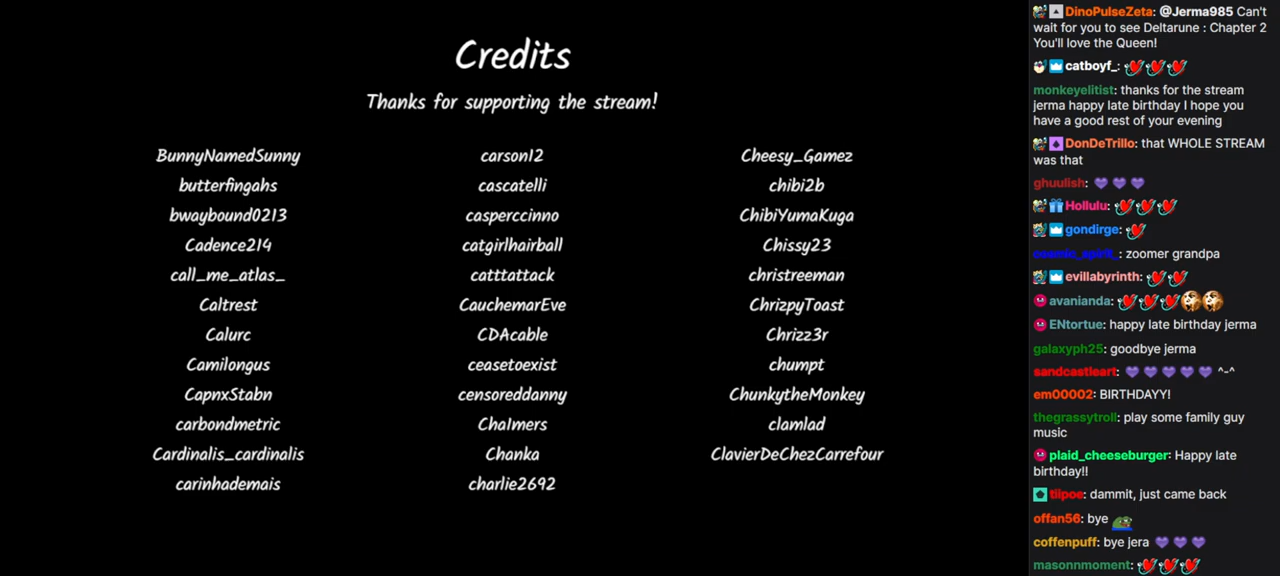 Credits
Thanks for supporting the stream!
BunnyNamedSunny
butterfingahs
bwaybound0213
Cadence214
call_me_atlas_
Caltrest
Calurc
Camilongus
CapnxStabn
carbondmetric
Cardinalis_cardinalis
carinhademais
carson12
cascatelli
casperccinno
catgirlhairball
catttattack
CauchemarEve
CDAcable
ceasetoexist
censoreddanny
Chalmers
Chanka
charlie2692
Cheesy_Gamez
chibi2b
ChibiYumaKuga
Chissy23
christreeman
ChrizpyToast
Chrizz3r
chumpt
ChunkytheMonkey
clamlad
ClavierDeChezCarrefour
DinoPulseZeta: @Jerma985 Can't
wait for you to see Deltarune : Chapter 2
You'll love the Queen!
catboyf_:
monkeyelitist: thanks for the stream
jerma happy late birthday I hope you
have a good rest of your evening
DonDeTrillo: that WHOLE STREAM
was that
ghuulish: 💜 💜 💜
Hollulu:
gondirge:
: zoomer grandpa
evillabyrinth:
avanianda:
ENtortue: happy late birthday jerma
galaxyph25: goodbye jerma
sandcastleart: 💜 💜 💜 💜 💜 ^-^
em00002: BIRTHDAYY!
thegrassytroll: play some family guy
music
plaid_cheeseburger: Happy late
birthday!!
tiipoe: dammit, just came back
offan56: bye
coffenpuff: bye jera 💜 💜 💜
masonnmoment: